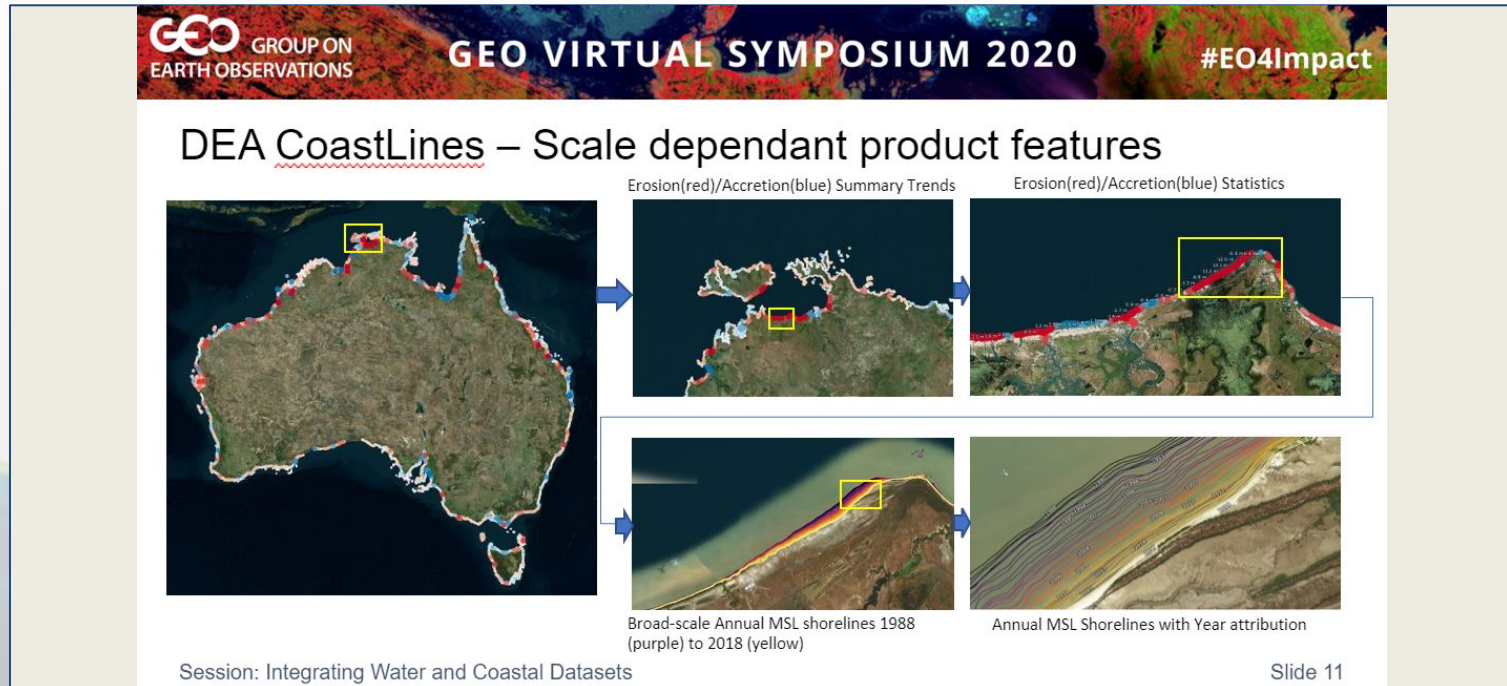 GEO GROUP ON
EARTH OBSERVATIONS
GEO VIRTUAL SYMPOSIUM 2020
#EO4Impact
DEA CoastLines – Scale dependant product features
Erosion(red)/Accretion(blue) Summary Trends
Erosion(red)/Accretion(blue) Statistics
Broad-scale Annual MSL shorelines 1988
(purple) to 2018 (yellow)
Annual MSL Shorelines with Year attribution
Session: Integrating Water and Coastal Datasets
Slide 11